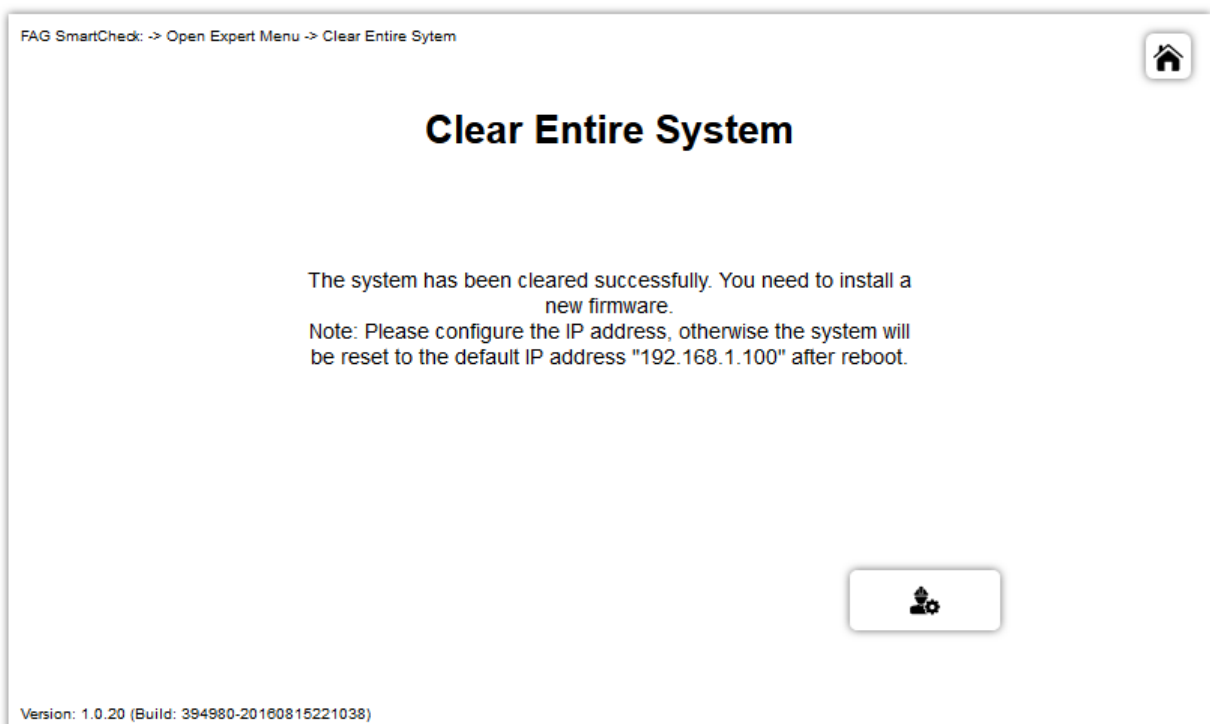 FAG SmartCheck: -> Open Expert Menu -> Clear Entire Sytem
Clear Entire System
The system has been cleared successfully. You need to install a
new firmware.
Note: Please configure the IP address, otherwise the system will
be reset to the default IP address "192.168.1.100" after reboot.
Version: 1.0.20 (Build: 394980-20160815221038)